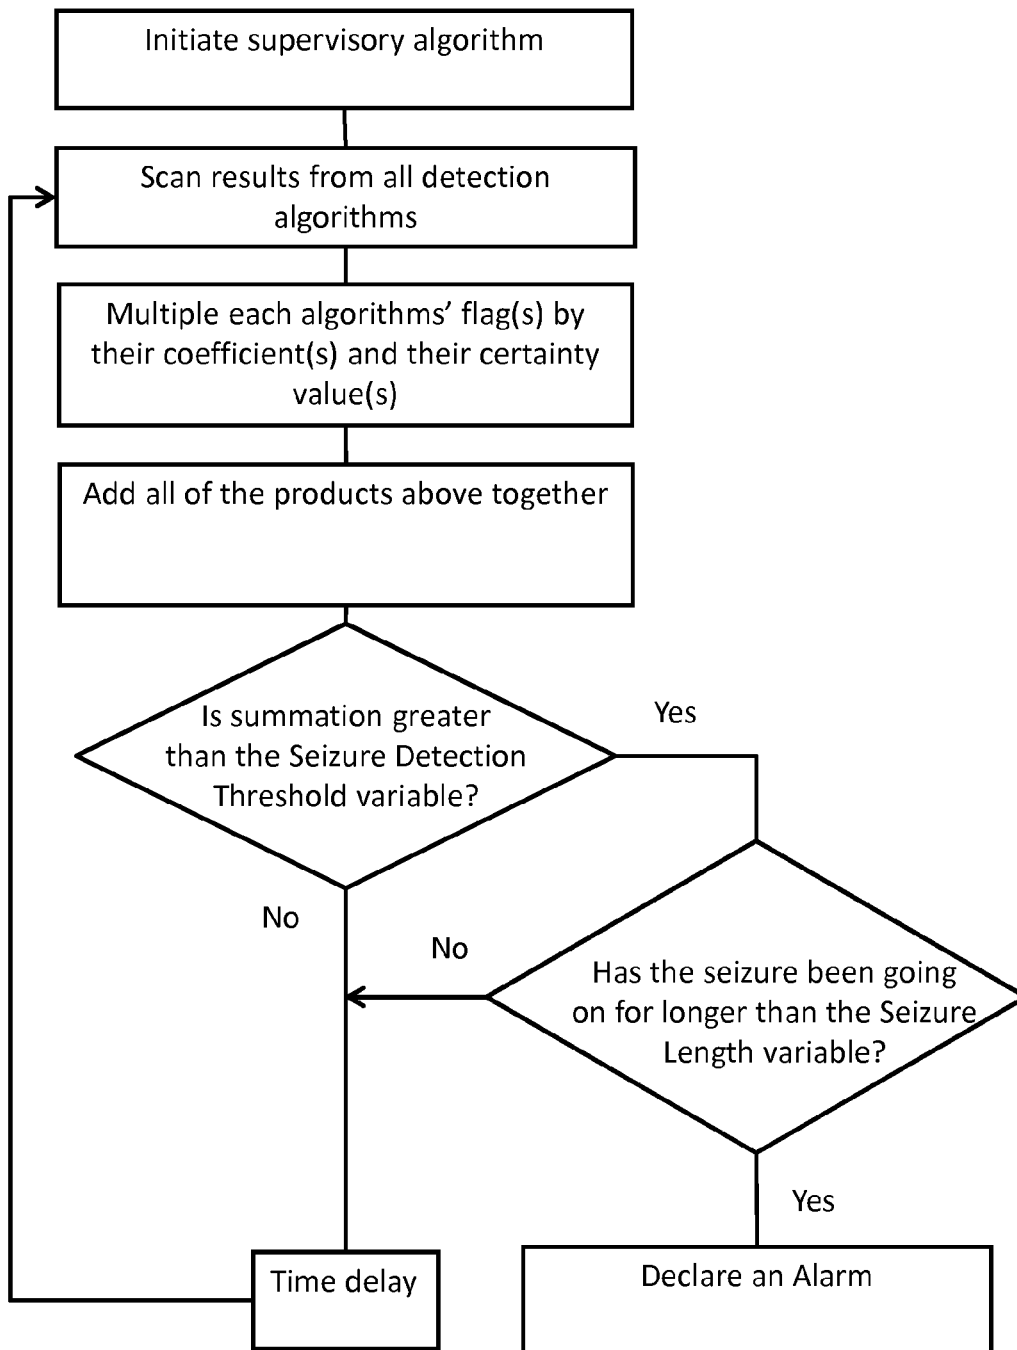 Initiate supervisory algorithm
Scan results from all detection
algorithms
Multiple each algorithms’ flag(s) by
their coefficient(s) and their certainty
value(s)
Add all of the products above together
Is summation greater
than the Seizure Detection
Threshold variable?
Yes
No
No
Has the seizure been going
on for longer than the Seizure
Length variable?
Yes
Time delay
Declare an Alarm